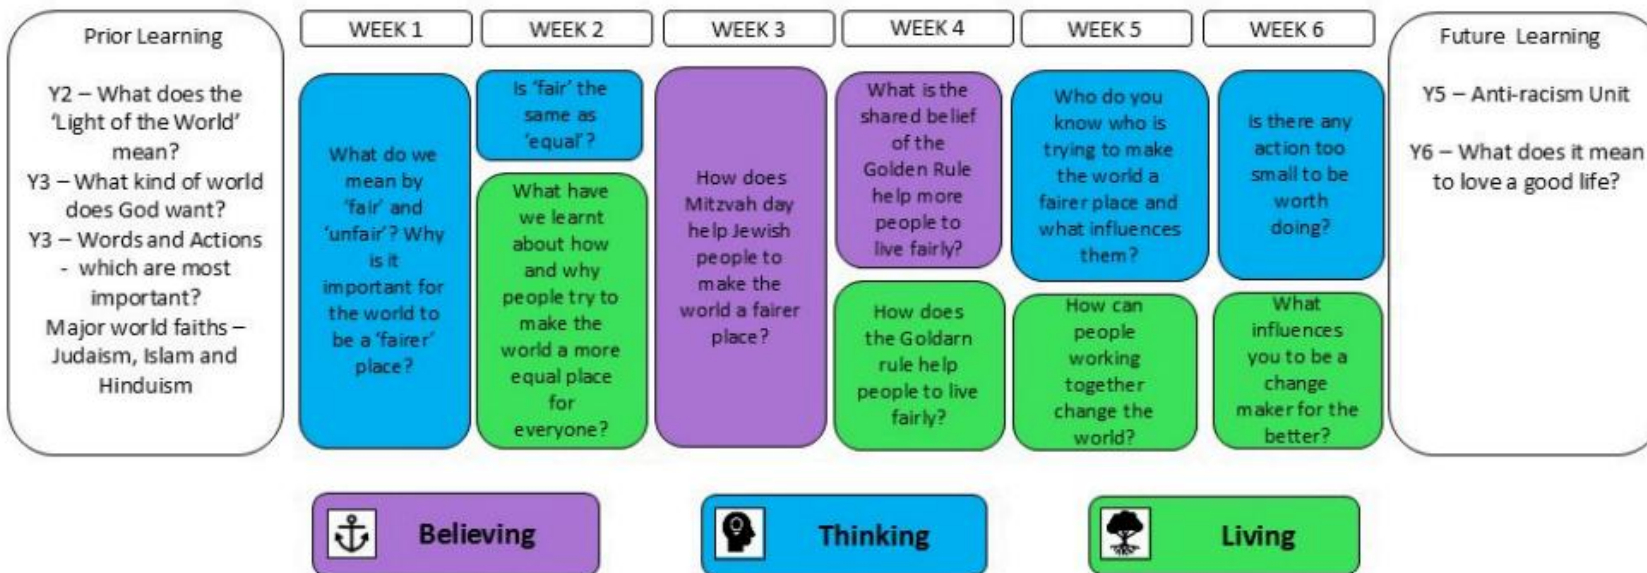 Prior Learning
Y2 – What does the
‘Light of the World’
mean?
Y3 – What kind of world
does God want?
Y3 – Words and Actions
- which are most
important?
Major world faiths –
Judaism, Islam and
Hinduism
WEEK 1
What do we
mean by
‘fair’ and
‘unfair’? Why
is it
important for
the world to
be a ‘fairer’
place?
WEEK 2
Is ‘fair’ the
same as
‘equal’?
What have
we learnt
about how
and why
people try to
make the
world a more
equal place
for
everyone?
WEEK 3
How does
Mitzvah day
help Jewish
people to
make the
world a fairer
place?
WEEK 4
What is the
shared belief
of the
Golden Rule
help more
people to
live fairly?
How does
the Goldarn
rule help
people to live
fairly?
WEEK 5
Who do you
know who is
trying to make
the world a
fairer place and
what influences
them?
How can
people
working
together
change the
world?
WEEK 6
Is there any
action too
small to be
worth
doing?
What
influences
you to be a
change
maker for the
better?
Future Learning
Y5 – Anti-racism Unit
Y6 – What does it mean
to love a good life?
Believing
Thinking
Living